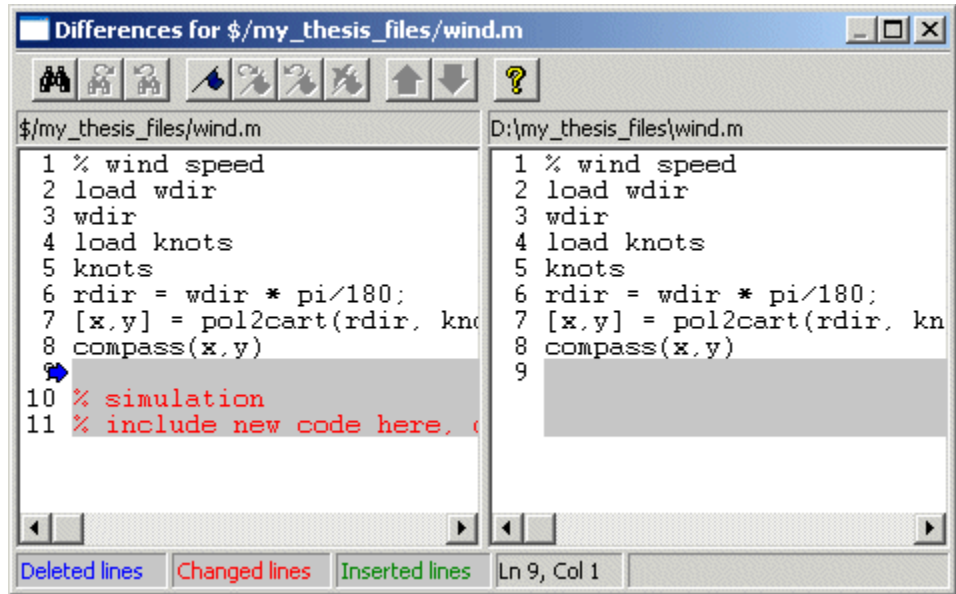 Differences for $/my_thesis_files/wind.m
$/my_thesis_files/wind.m
1 % wind speed
2 load wdir
3 wdir
4 load knots
5 knots
6 rdir = wdir * pi/180;
7 [x,y] = pol2cart(rdir, kno
8 compass(x,y)
9
10 % simulation
11 % include new code here,
D:\my_thesis_files\wind.m
1 % wind speed
2 load wdir
3 wdir
4 load knots
5 knots
6 rdir = wdir * pi/180;
7 [x,y] = pol2cart(rdir, kn
8 compass(x,y)
9
Deleted lines
Changed lines
Inserted lines
Ln 9, Col 1